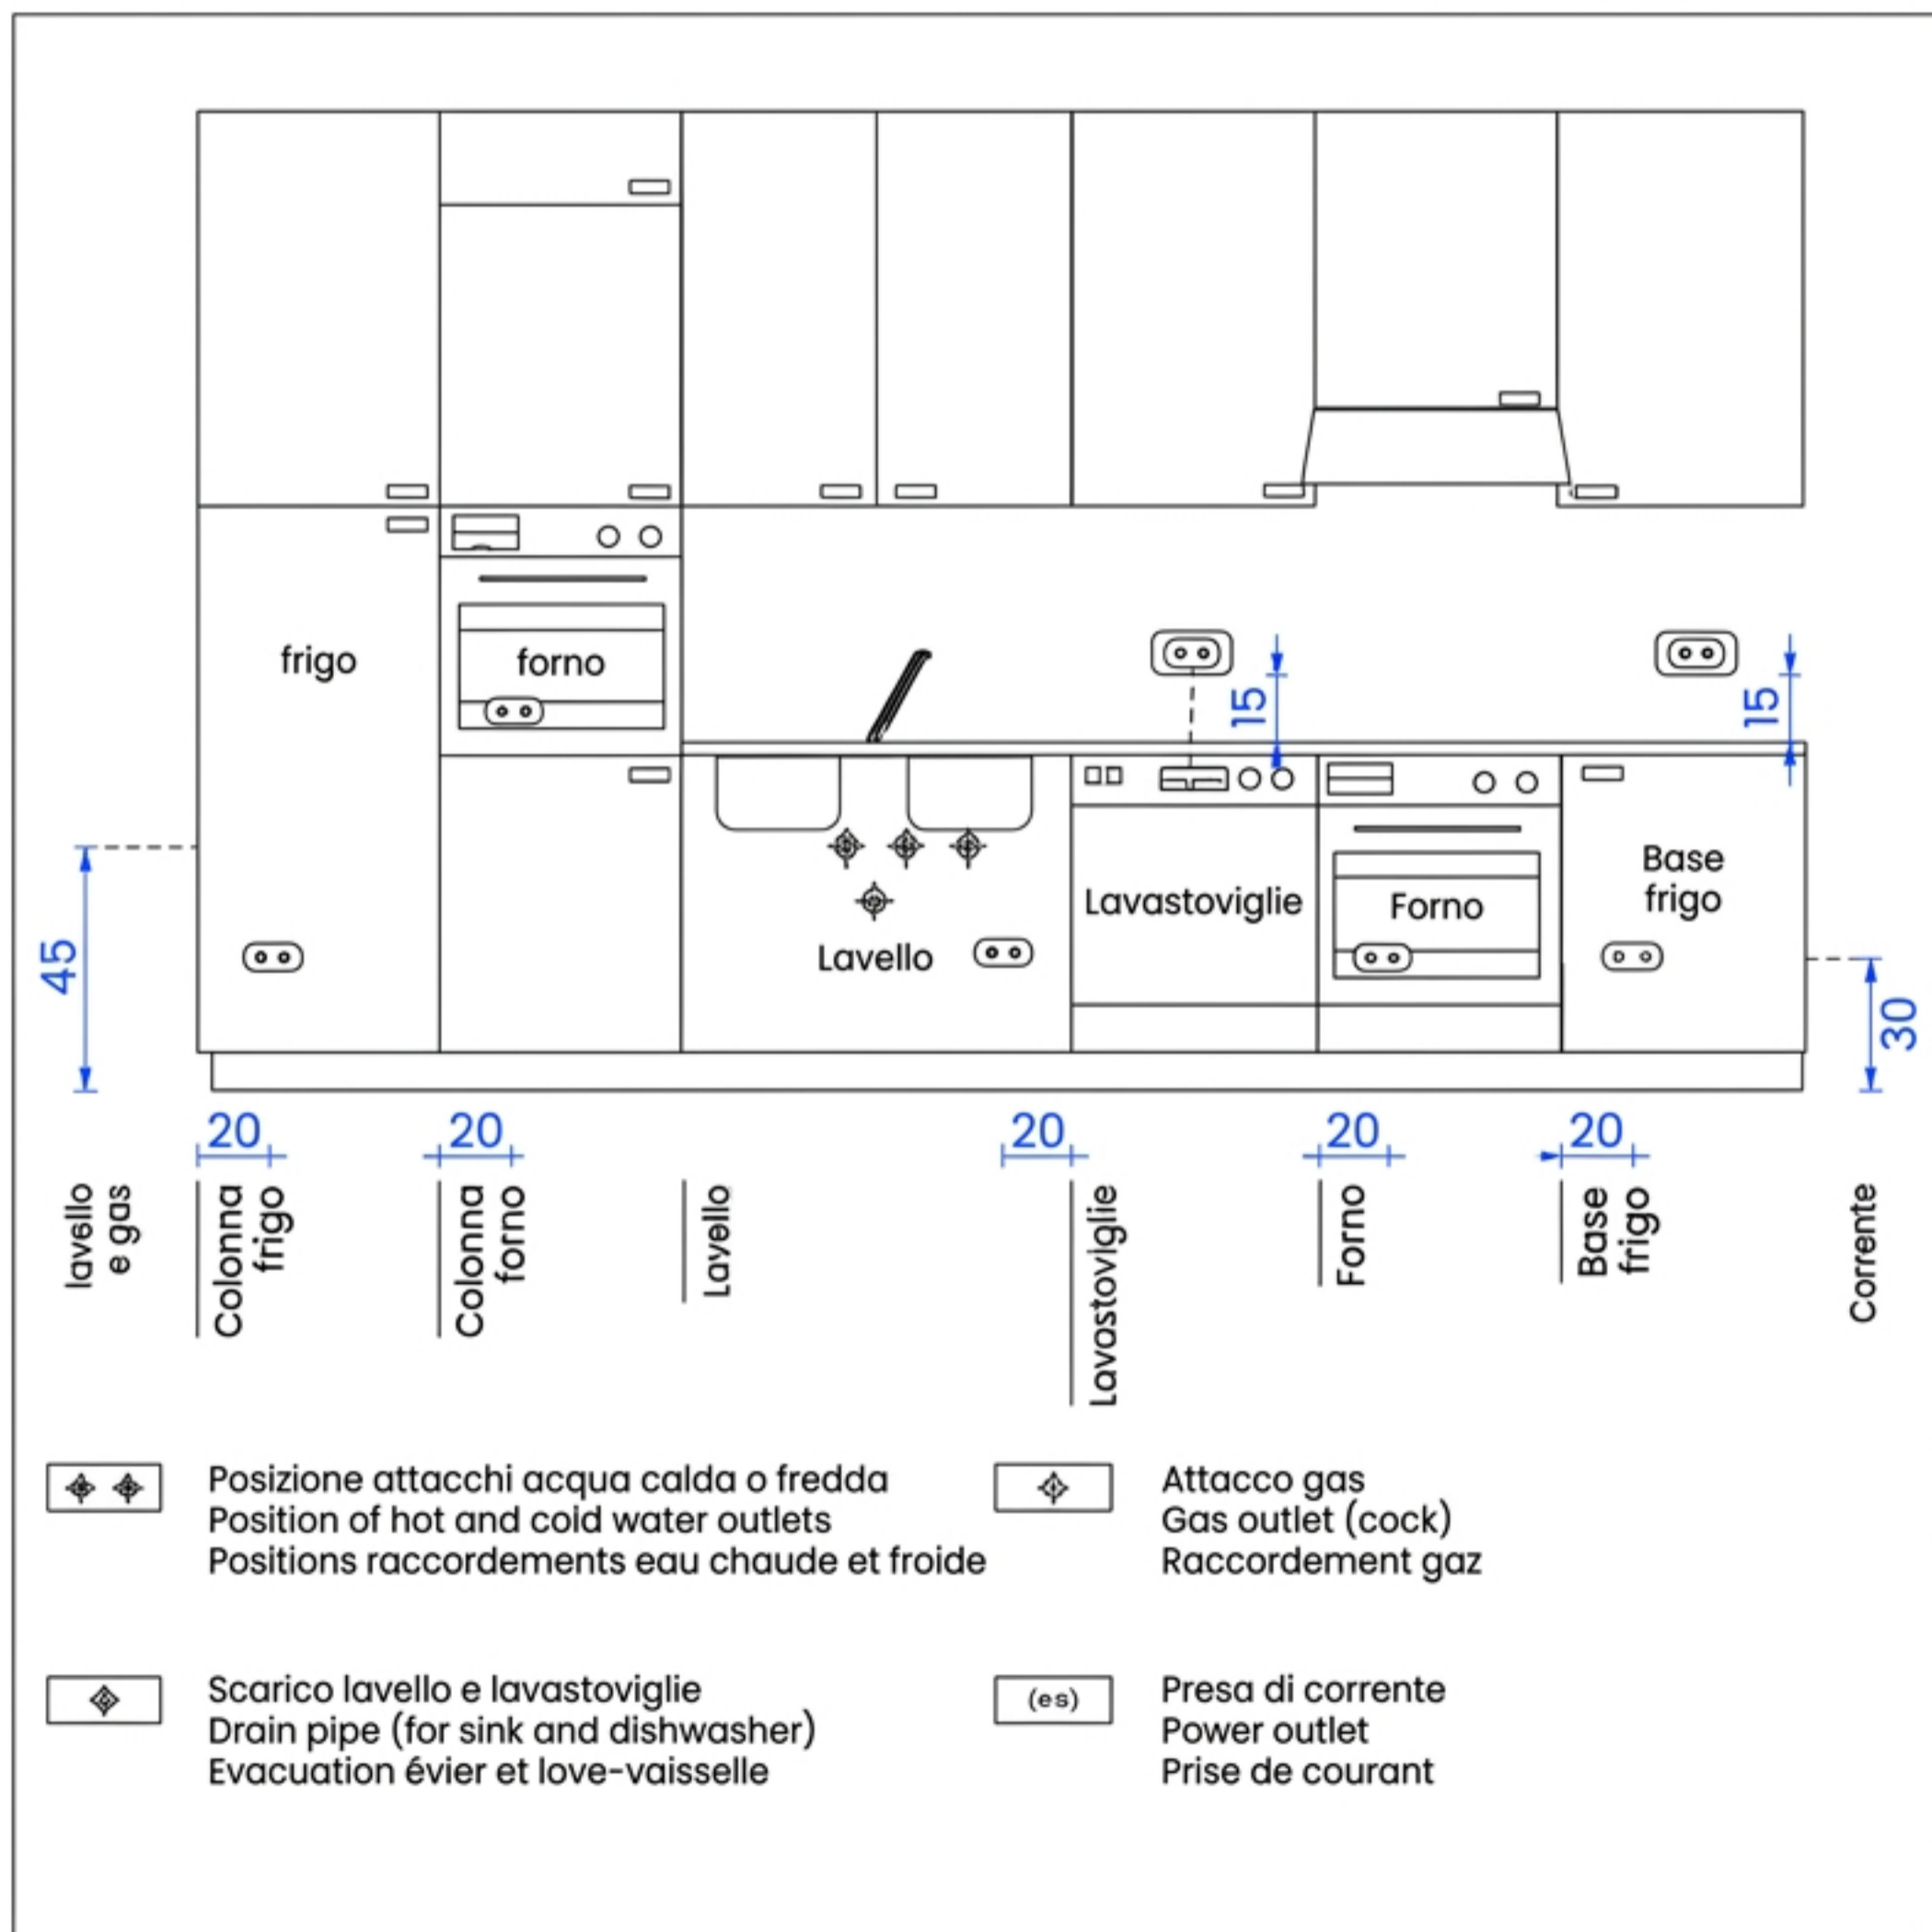 frigo
forno
15
15
Base
frigo
Lavastoviglie
Forno
Lavello
45
30
20
20
20
20
20
lavello
e gas
Colonna
frigo
Colonna
forno
Lavello
Lavastoviglie
Forno
Base
frigo
Corrente
Posizione attacchi acqua calda o fredda
Position of hot and cold water outlets
Positions raccordements eau chaude et froide
Attacco gas
Gas outlet (cock)
Raccordement gaz
Scarico lavello e lavastoviglie
Drain pipe (for sink and dishwasher)
Evacuation évier et love-vaisselle
(es)
Presa di corrente
Power outlet
Prise de courant